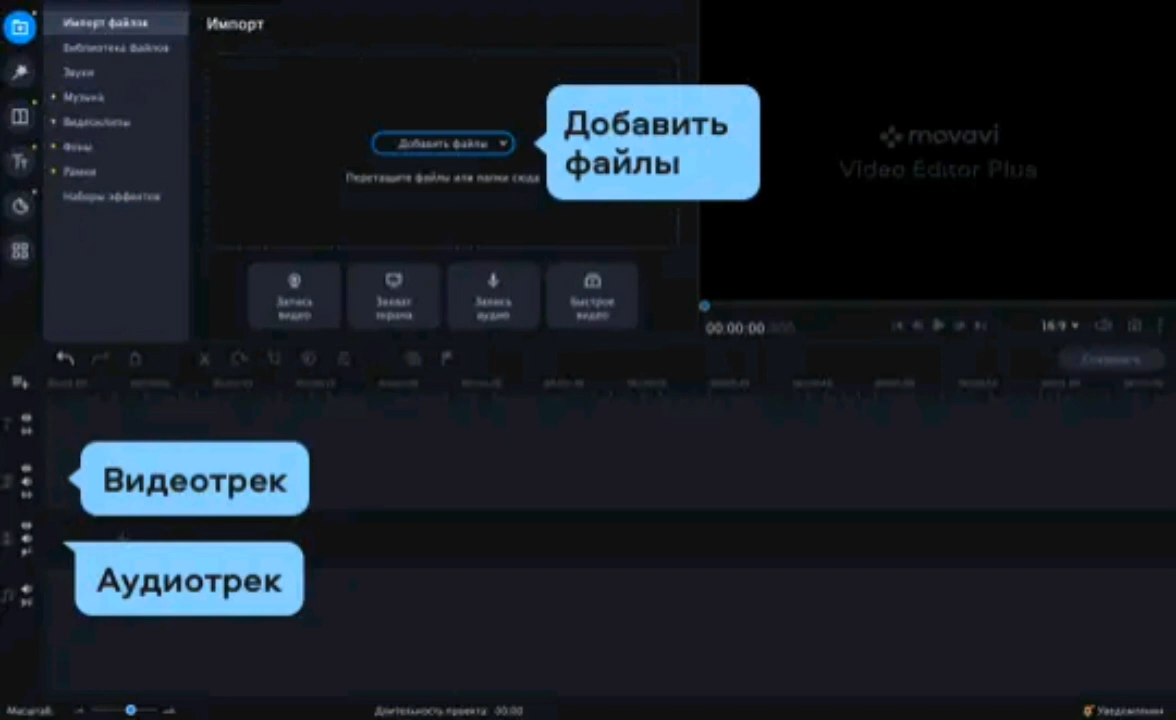 Импорт файлов
Библиотека файлов
Звуки
Музыка
Видеоклипы
Фоны
Рамки
Наборы эффектов
Импорт
Добавить файлы
Перетащите файлы или папки сюда
Добавить
файлы
Запись
видео
Захват
экрана
Запись
аудио
Быстрое
видео
movavi
Video Editor Plus
00:00:00
16:9
Сохранить
Видеотрек
Аудиотрек
Масштаб:
Длительность проекта: 00:00
Уведомления